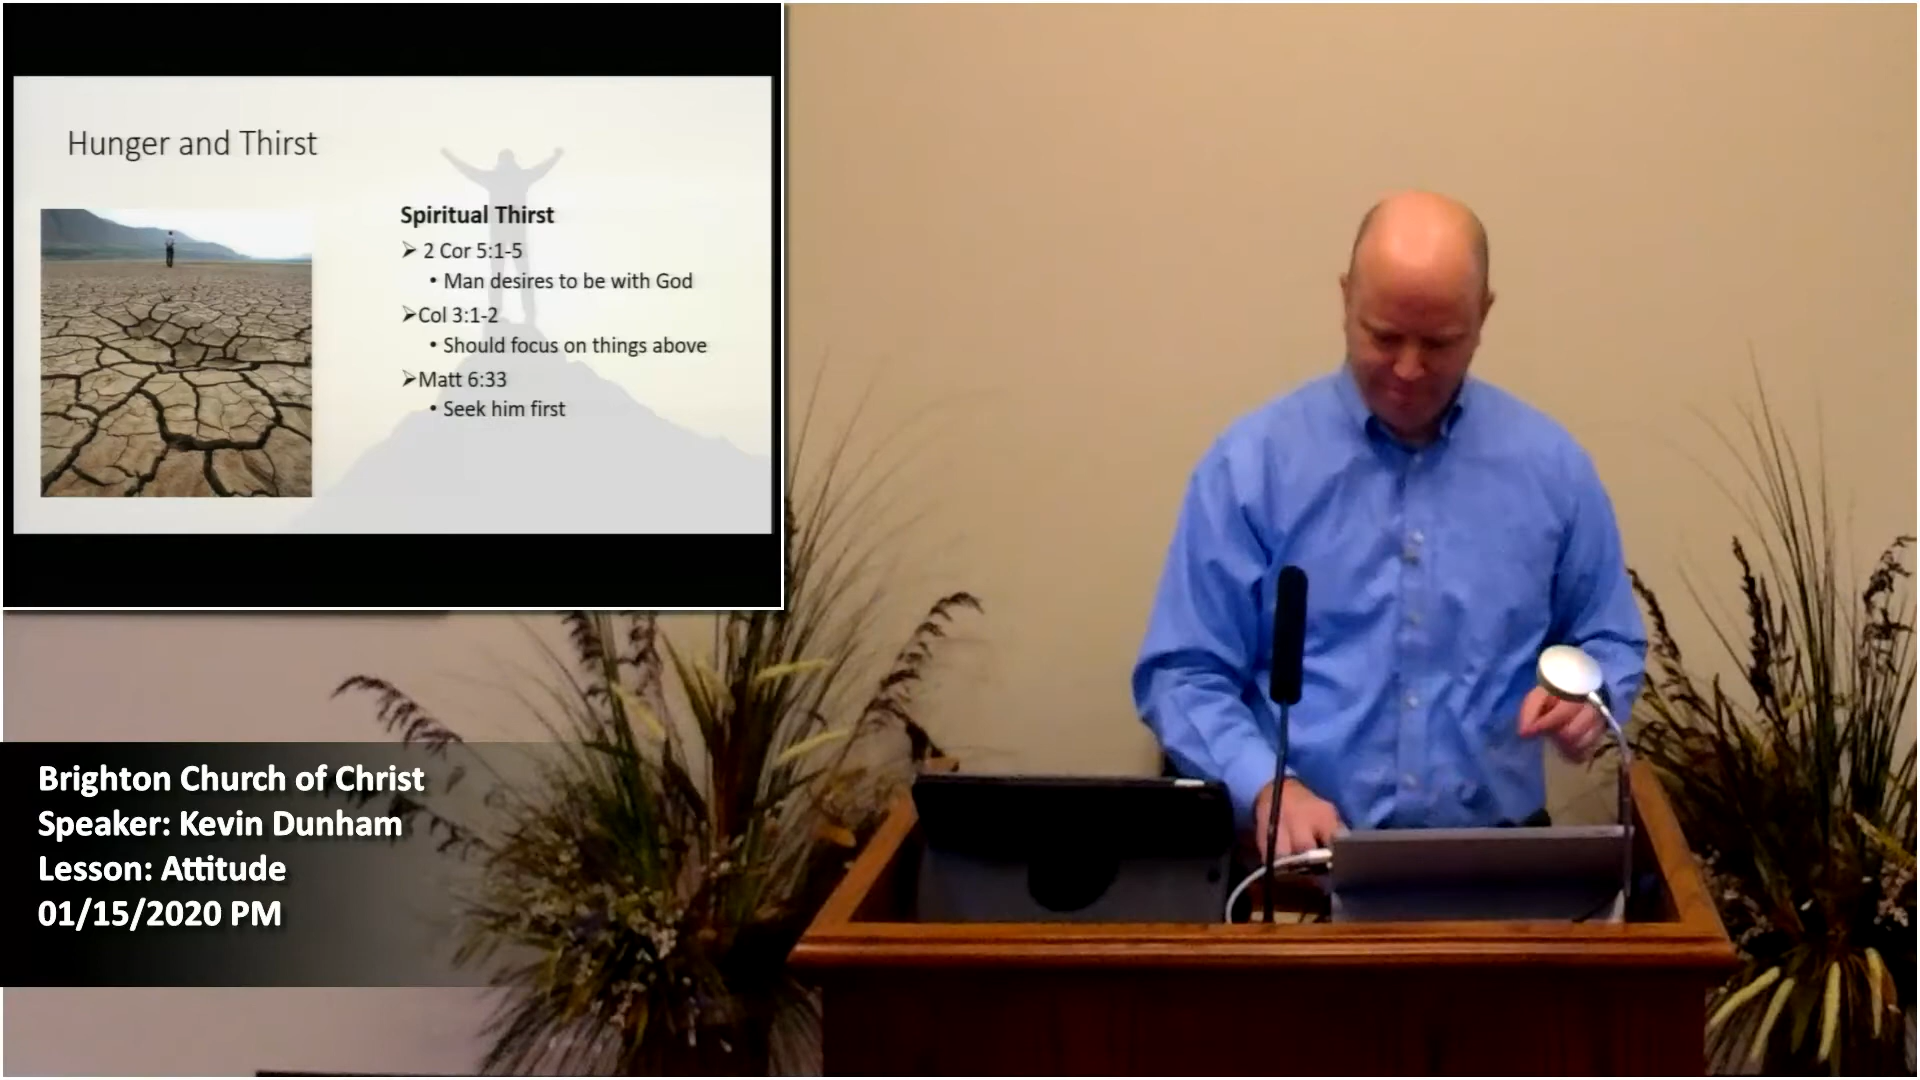 Hunger and Thirst
Spiritual Thirst
➢ 2 Cor 5:1-5
• Man desires to be with God
➢Col 3:1-2
• Should focus on things above
➢Matt 6:33
• Seek him first
Brighton Church of Christ
Speaker: Kevin Dunham
Lesson: Attitude
01/15/2020 PM